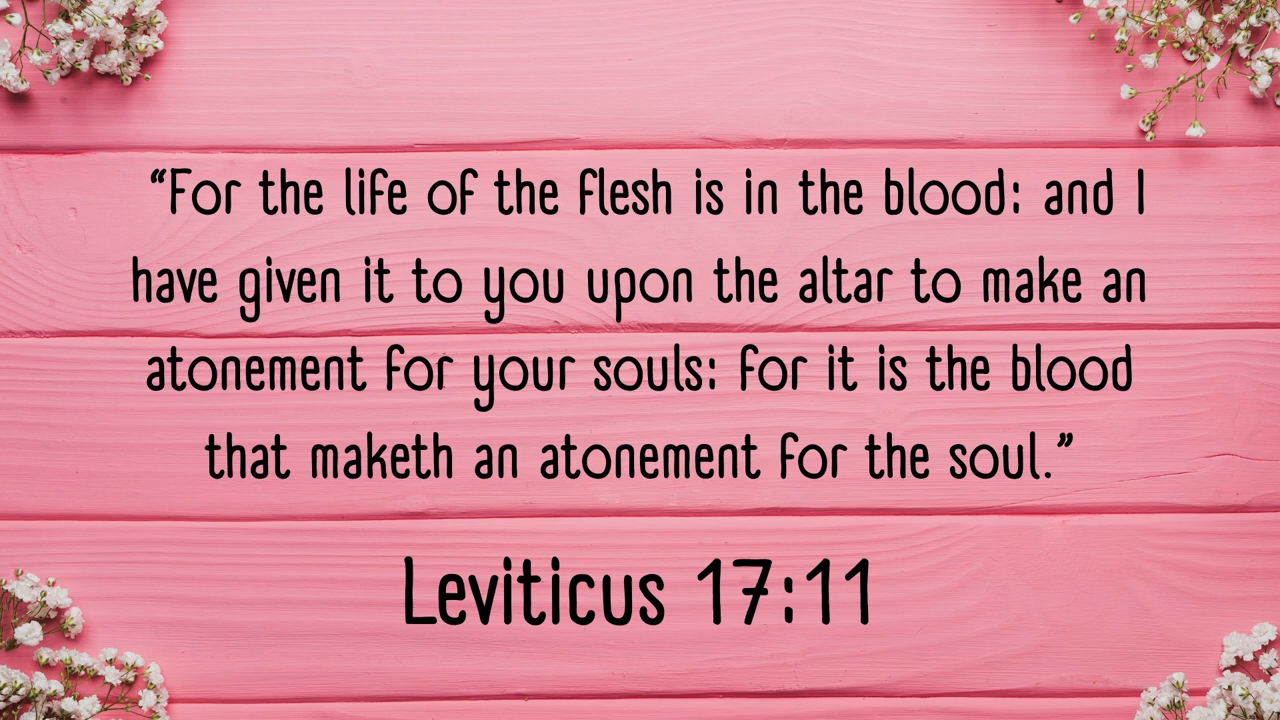 “For the life of the flesh is in the blood: and I
have given it to you upon the altar to make an
atonement for your souls: for it is the blood
that maketh an atonement for the soul.”
Leviticus 17:11